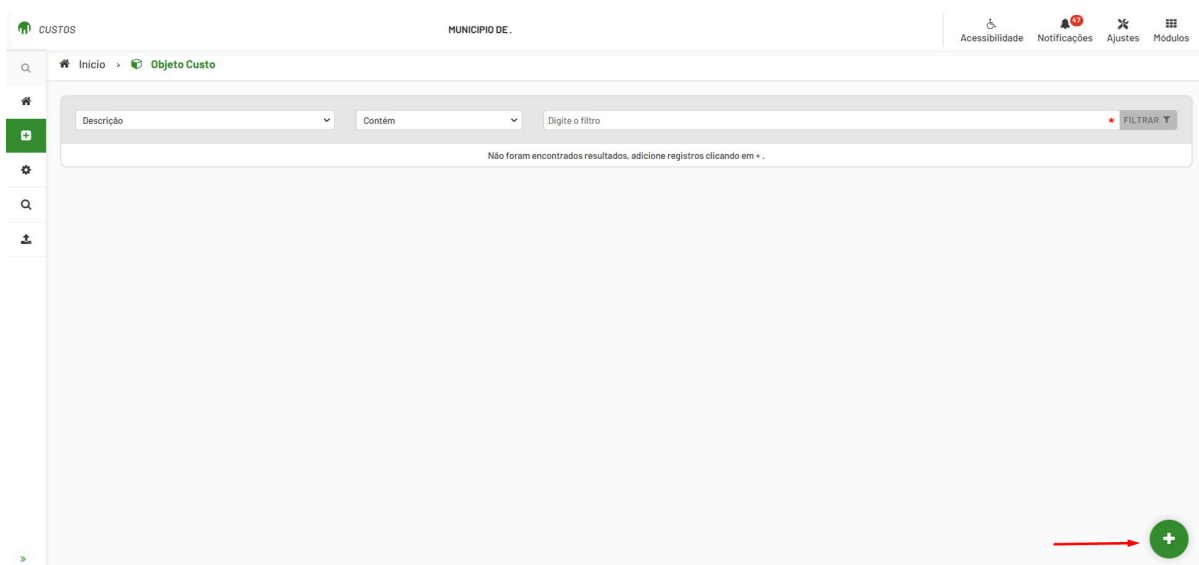 CUSTOS
MUNICIPIO DE .
Acessibilidade
47
Notificações
Ajustes
Módulos
Início › Objeto Custo
Descrição
Contém
Digite o filtro
* FILTRAR
Não foram encontrados resultados, adicione registros clicando em + .
+
»